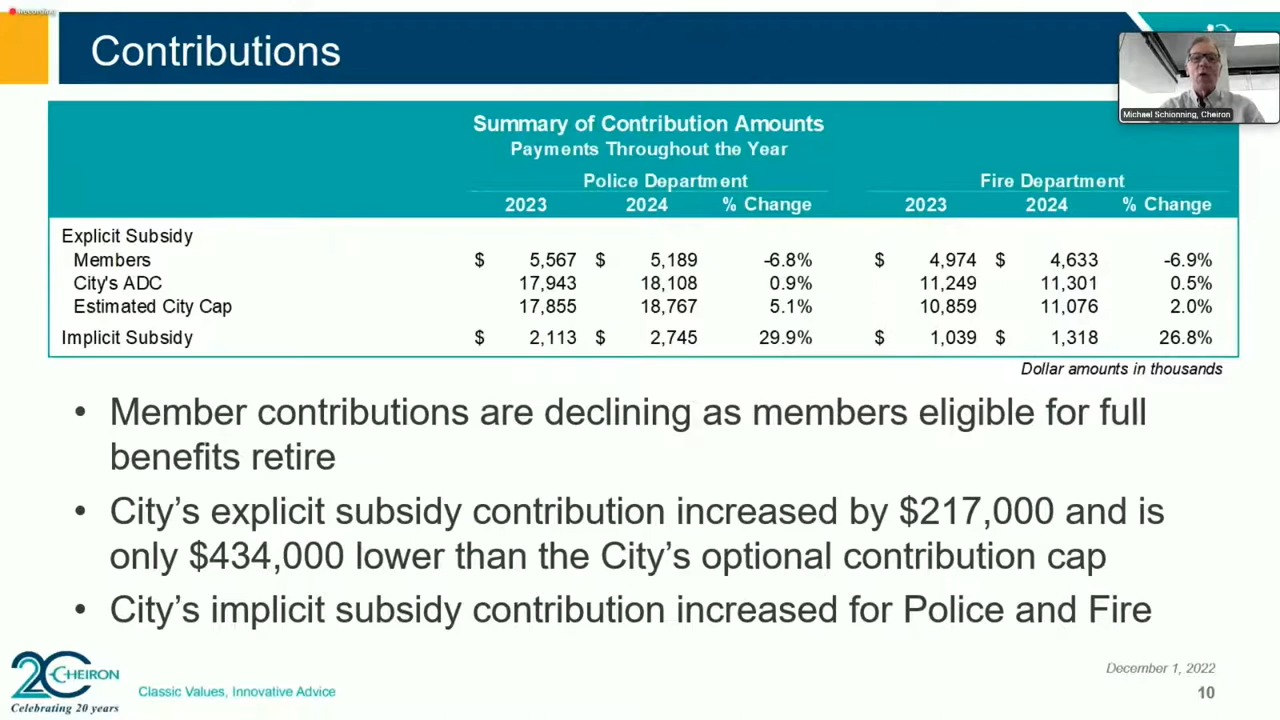 Recording
Contributions
Michael Schionning, Cheiron
Summary of Contribution Amounts
Payments Throughout the Year
Police Department Fire Department
2023 2024 % Change 2023 2024 % Change
Explicit Subsidy
Members $ 5,567 $ 5,189 -6.8% $ 4,974 $ 4,633 -6.9%
City's ADC 17,943 18,108 0.9% 11,249 11,301 0.5%
Estimated City Cap 17,855 18,767 5.1% 10,859 11,076 2.0%
Implicit Subsidy $ 2,113 $ 2,745 29.9% $ 1,039 $ 1,318 26.8%
Dollar amounts in thousands
• Member contributions are declining as members eligible for full
benefits retire
• City’s explicit subsidy contribution increased by $217,000 and is
only $434,000 lower than the City’s optional contribution cap
• City’s implicit subsidy contribution increased for Police and Fire
20 CHEIRON
Celebrating 20 years
Classic Values, Innovative Advice
December 1, 2022
10